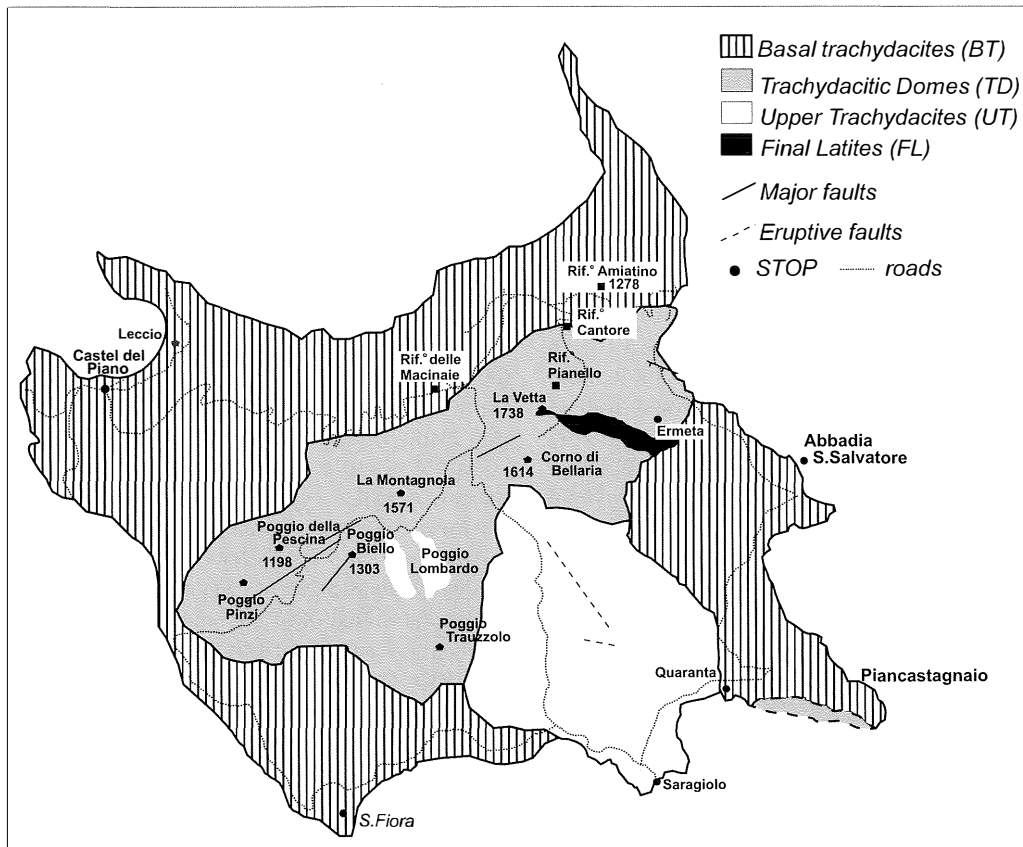 Basal trachydacites (BT)
Trachydacitic Domes (TD)
Upper Trachydacites (UT)
Final Latites (FL)
Major faults
Eruptive faults
STOP
roads
Rif.° Amiatino
1278
Rif.°
Cantore
Leccio
Castel del
Piano
Rif.° delle
Macinaie
Rif.°
Pianello
La Vetta
1738
Ermeta
Abbadia
S.Salvatore
Corno di
Bellaria
1614
La Montagnola
1571
Poggio della
Pescina
1198
Poggio
Biello
1303
Poggio
Lombardo
Poggio
Pinzi
Poggio
Trauzzolo
Quaranta
Piancastagnaio
Saragiolo
S.Fiora